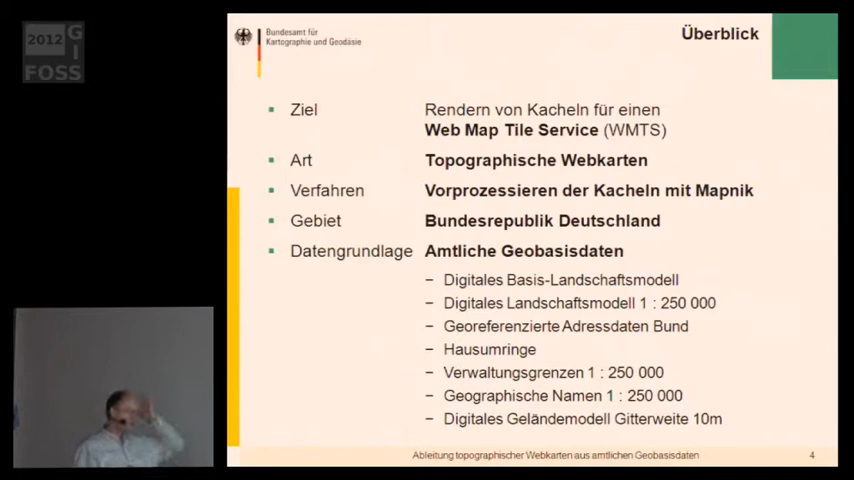 2012
G
I
FOSS
Bundesamt für
Kartographie und Geodäsie
Überblick
Ziel
Rendern von Kacheln für einen
Web Map Tile Service (WMTS)
Art
Topographische Webkarten
Verfahren
Vorprozessieren der Kacheln mit Mapnik
Gebiet
Bundesrepublik Deutschland
Datengrundlage
Amtliche Geobasisdaten
– Digitales Basis-Landschaftsmodell
– Digitales Landschaftsmodell 1 : 250 000
– Georeferenzierte Adressdaten Bund
– Hausumringe
– Verwaltungsgrenzen 1 : 250 000
– Geographische Namen 1 : 250 000
– Digitales Geländemodell Gitterweite 10m
Ableitung topographischer Webkarten aus amtlichen Geobasisdaten
4